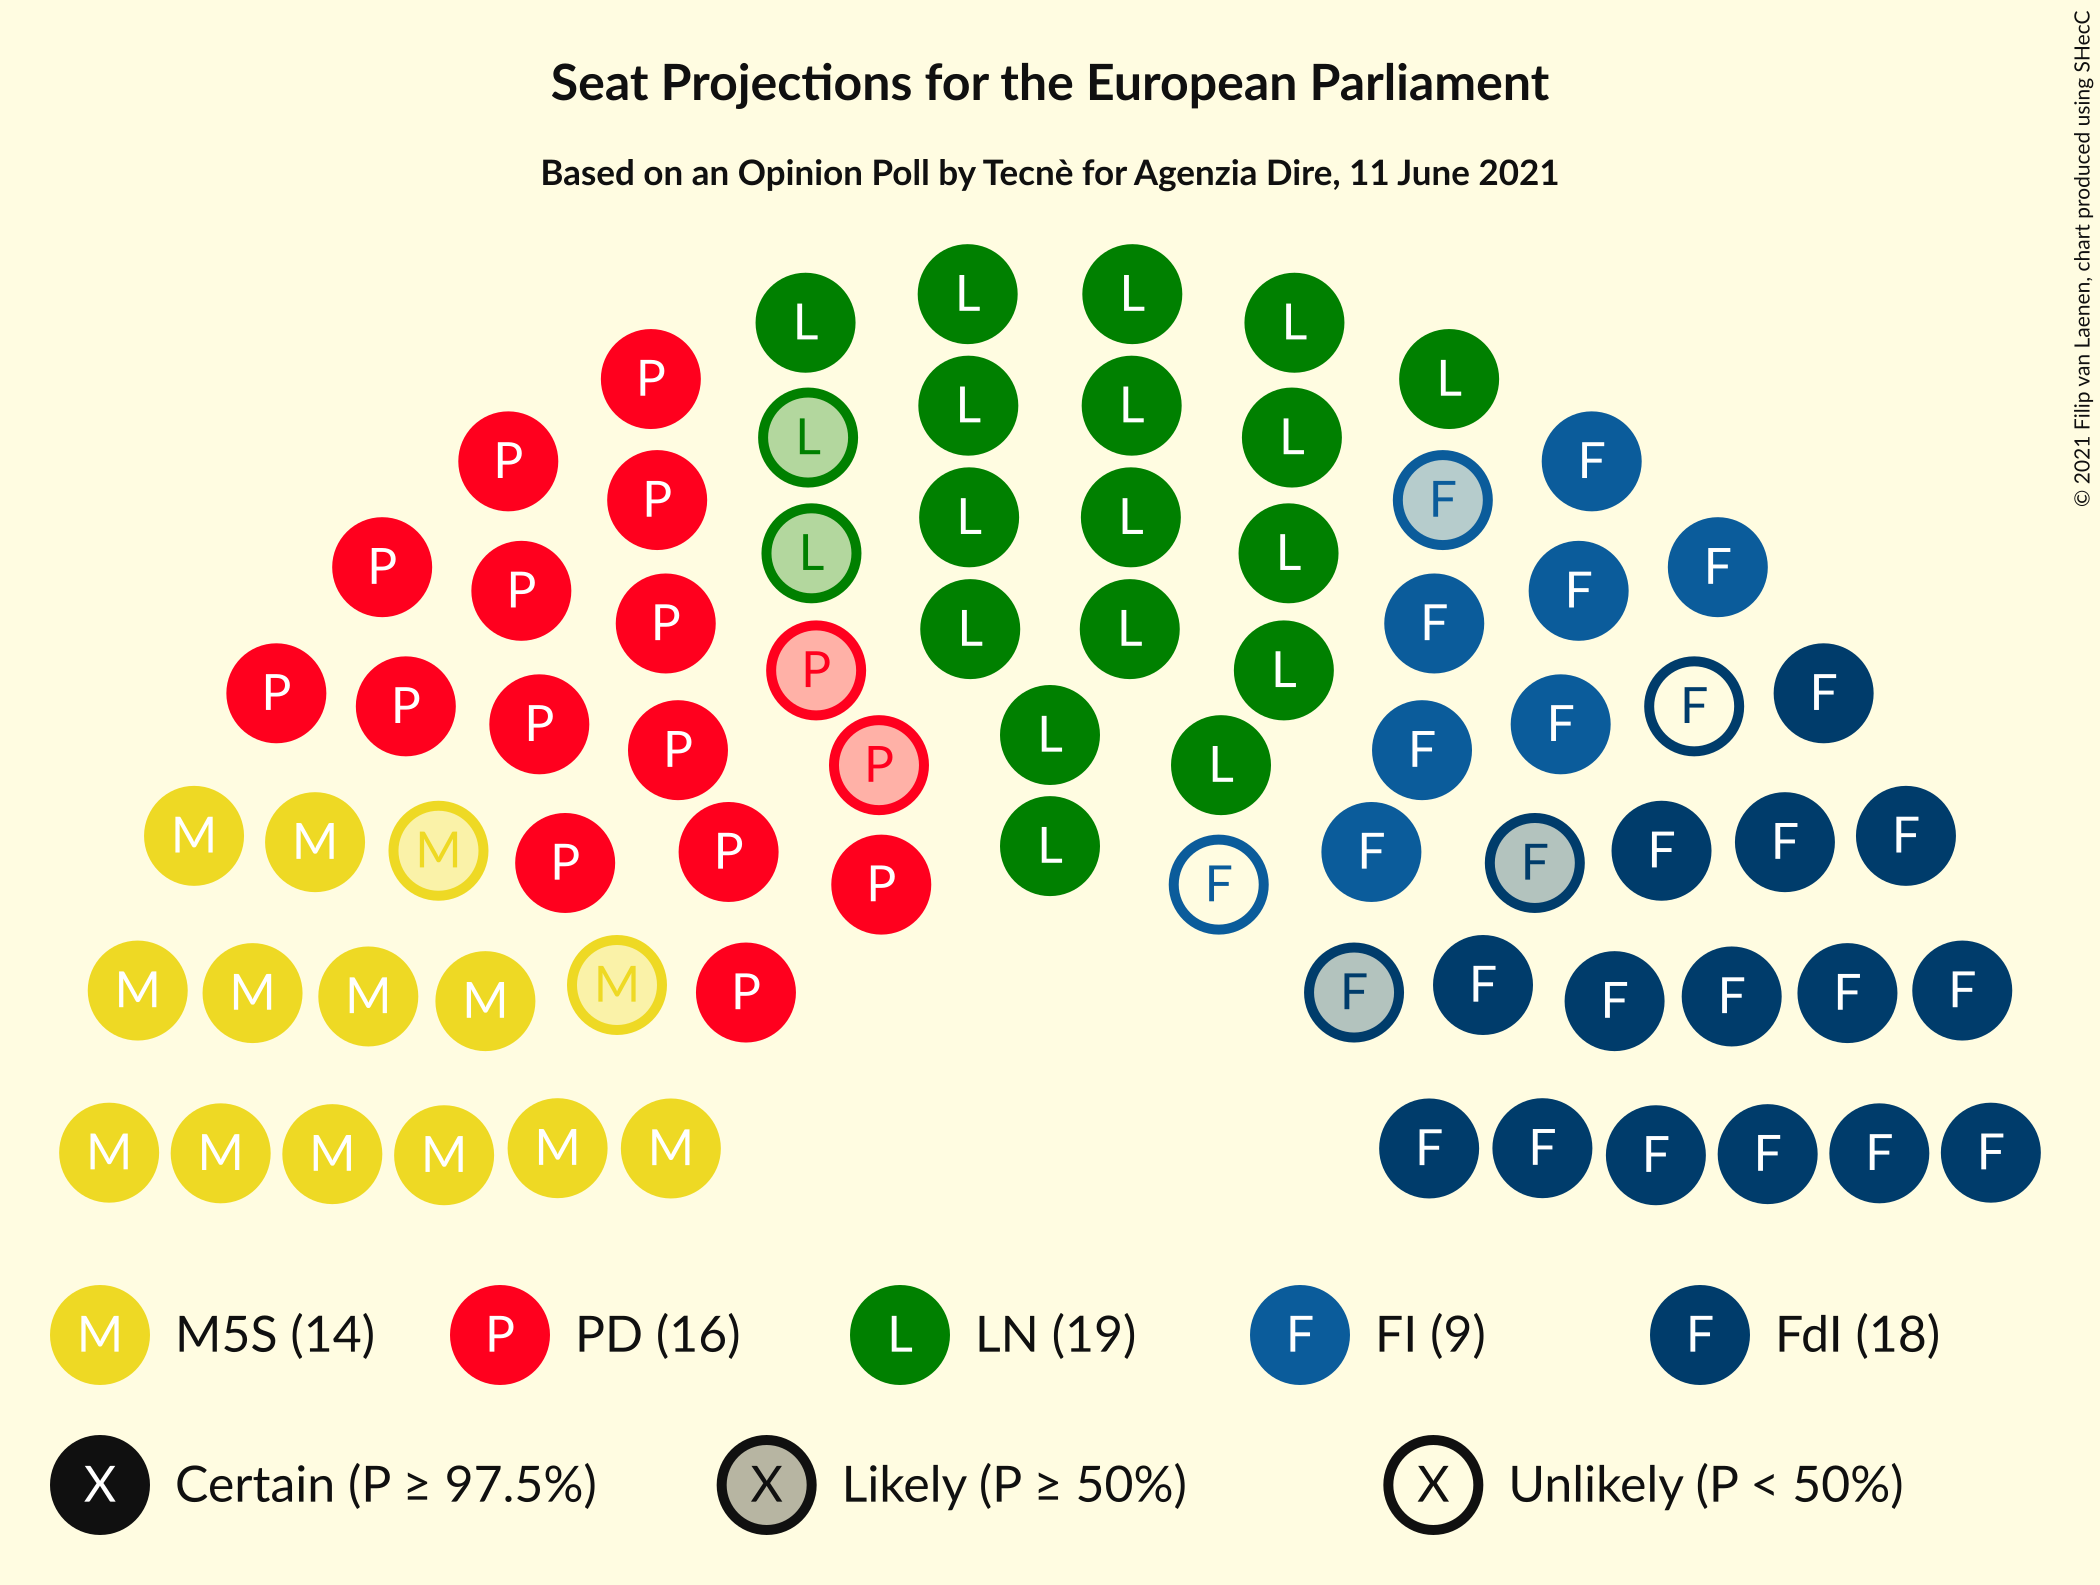 Seat Projections for the European Parliament
Based on an Opinion Poll by Tecnè for Agenzia Dire, 11 June 2021
© 2021 Filip van Laenen, chart produced using SHecC
L L
L L
P L
L L
P F
L L
P L
P F
L L
P F
L L
P F
P F
L L
P L
P F
P P P P F F F F
L
P L
M M M P P F F F F F
L
P F
M M M M M P F F F F F F
M M M M M M F F F F F F
M M5S (14) P PD (16) L LN (19) F FI (9) F FdI (18)
X Certain (P ≥ 97.5%) X Likely (P ≥ 50%) X Unlikely (P < 50%)